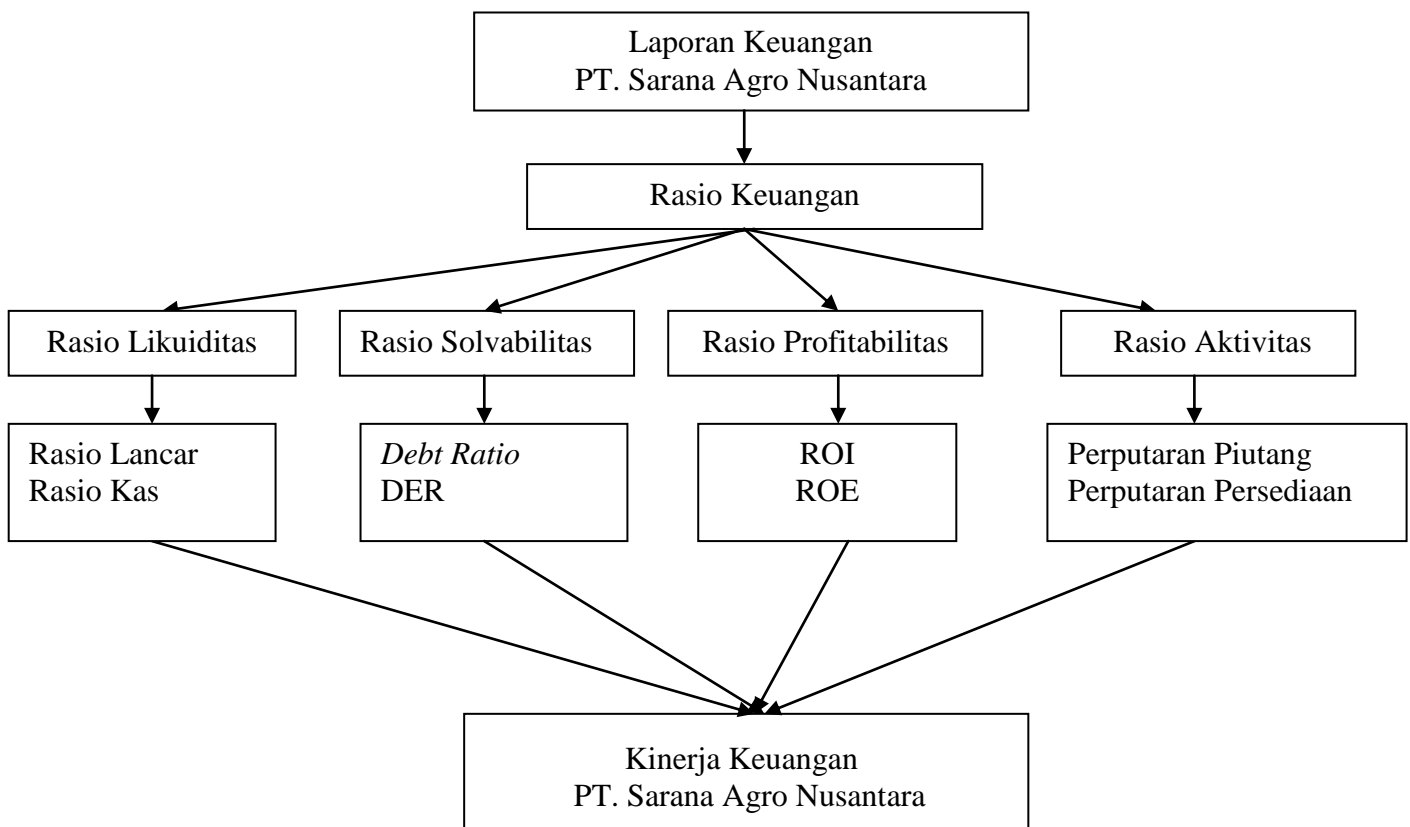 Laporan Keuangan
PT. Sarana Agro Nusantara
Rasio Keuangan
Rasio Likuiditas
Rasio Solvabilitas
Rasio Profitabilitas
Rasio Aktivitas
Rasio Lancar
Rasio Kas
Debt Ratio
DER
ROI
ROE
Perputaran Piutang
Perputaran Persediaan
Kinerja Keuangan
PT. Sarana Agro Nusantara